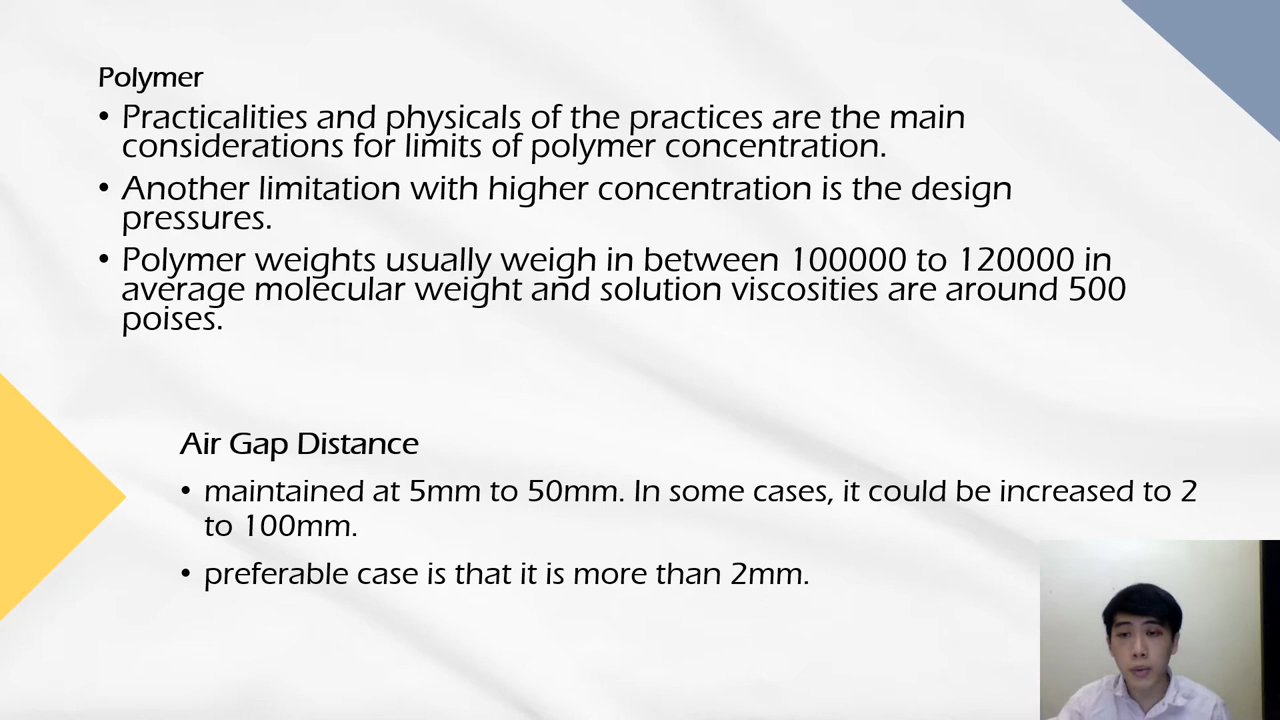 Polymer
• Practicalities and physicals of the practices are the main
considerations for limits of polymer concentration.
• Another limitation with higher concentration is the design
pressures.
• Polymer weights usually weigh in between 100000 to 120000 in
average molecular weight and solution viscosities are around 500
poises.
Air Gap Distance
• maintained at 5mm to 50mm. In some cases, it could be increased to 2
to 100mm.
• preferable case is that it is more than 2mm.